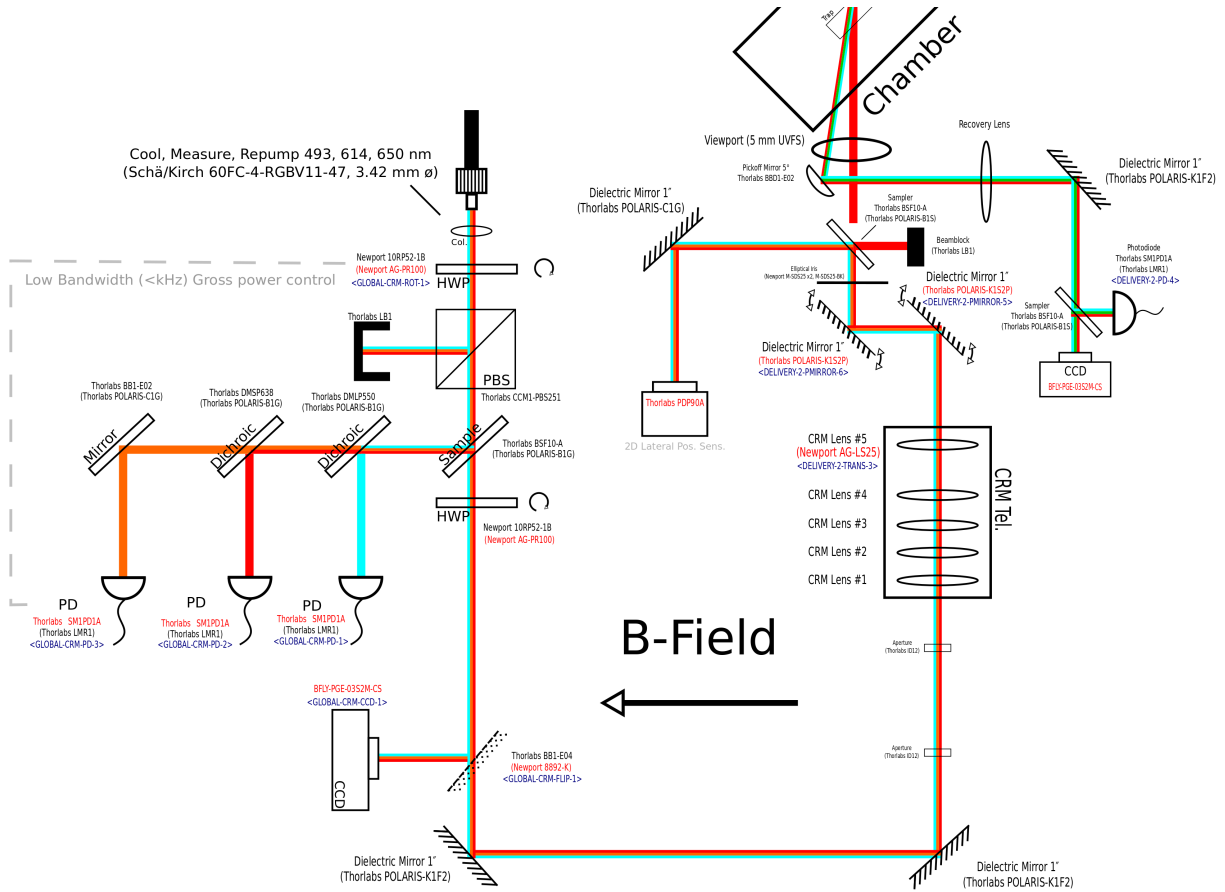 Trap
Chamber
Viewport (5 mm UVFS)
Recovery Lens
Pickoff Mirror 5°
Thorlabs BBD1-E02
Dielectric Mirror 1″
(Thorlabs POLARIS-K1F2)
Cool, Measure, Repump 493, 614, 650 nm
(Schä/Kirch 60FC-4-RGBV11-47, 3.42 mm ø)
Dielectric Mirror 1″
(Thorlabs POLARIS-C1G)
Sampler
Thorlabs BSF10-A
(Thorlabs POLARIS-B1S)
Beamblock
(Thorlabs LB1)
Col.
Newport 10RP52-1B
(Newport AG-PR100)
<GLOBAL-CRM-ROT-1>
HWP
Low Bandwidth (<kHz) Gross power control
Elliptical Iris
(Newport M-SDS25 x2, M-SDS25-BK)
Dielectric Mirror 1″
(Thorlabs POLARIS-K1S2P)
<DELIVERY-2-PMIRROR-5>
Photodiode
Thorlabs SM1PD1A
(Thorlabs LMR1)
<DELIVERY-2-PD-4>
Sampler
Thorlabs BSF10-A
(Thorlabs POLARIS-B1S)
Thorlabs LB1
PBS
Thorlabs CCM1-PBS251
Dielectric Mirror 1″
(Thorlabs POLARIS-K1S2P)
<DELIVERY-2-PMIRROR-6>
CCD
BFLY-PGE-03S2M-CS
Thorlabs PDP90A
2D Lateral Pos. Sens.
Thorlabs BB1-E02
(Thorlabs POLARIS-C1G)
Thorlabs DMSP638
(Thorlabs POLARIS-B1G)
Thorlabs DMLP550
(Thorlabs POLARIS-B1G)
Mirror
Dichroic
Dichroic
Sample
Thorlabs BSF10-A
(Thorlabs POLARIS-B1G)
HWP
Newport 10RP52-1B
(Newport AG-PR100)
CRM Lens #5
(Newport AG-LS25)
<DELIVERY-2-TRANS-3>
CRM Lens #4
CRM Lens #3
CRM Lens #2
CRM Lens #1
CRM Tel.
PD
Thorlabs SM1PD1A
(Thorlabs LMR1)
<GLOBAL-CRM-PD-3>
PD
Thorlabs SM1PD1A
(Thorlabs LMR1)
<GLOBAL-CRM-PD-2>
PD
Thorlabs SM1PD1A
(Thorlabs LMR1)
<GLOBAL-CRM-PD-1>
B-Field
Aperture
(Thorlabs ID12)
Aperture
(Thorlabs ID12)
BFLY-PGE-03S2M-CS
<GLOBAL-CRM-CCD-1>
CCD
Thorlabs BB1-E04
(Newport 8892-K)
<GLOBAL-CRM-FLIP-1>
Dielectric Mirror 1″
(Thorlabs POLARIS-K1F2)
Dielectric Mirror 1″
(Thorlabs POLARIS-K1F2)